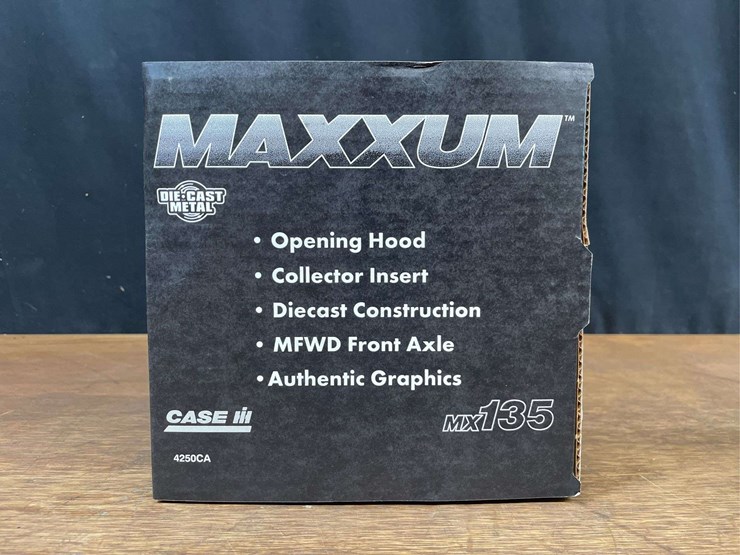 MAXXUM™
DIE-CAST
METAL
• Opening Hood
• Collector Insert
• Diecast Construction
• MFWD Front Axle
• Authentic Graphics
CASE IH
MX135
4250CA